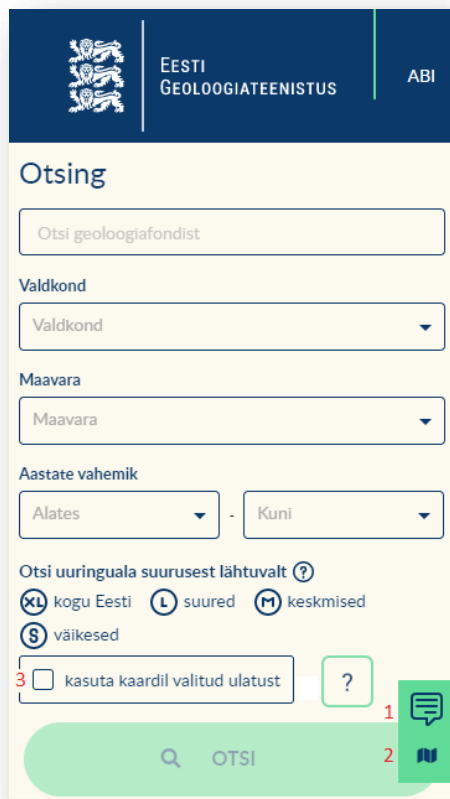 EESTI
GEOLOOGIATEENISTUS
ABI
Otsing
Otsi geoloogiafondist
Valdkond
Valdkond
Maavara
Maavara
Aastate vahemik
Alates - Kuni
Otsi uuringuala suurusest lähtuvalt ?
XL kogu Eesti L suured M keskmised
S väikesed
3 kasuta kaardil valitud ulatust ?
1
2
OTSI